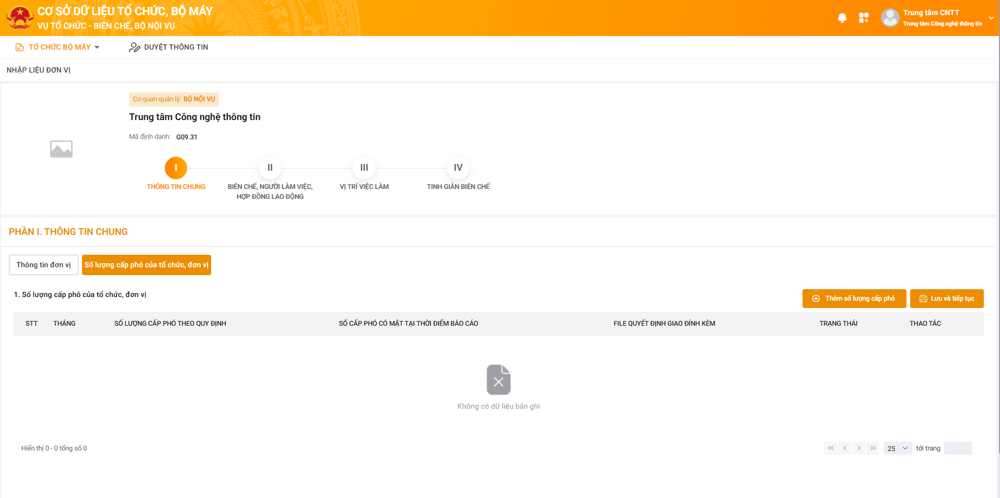 CƠ SỞ DỮ LIỆU TỔ CHỨC, BỘ MÁY
VỤ TỔ CHỨC - BIÊN CHẾ, BỘ NỘI VỤ
Trung tâm CNTT
Trung tâm Công nghệ thông tin
TỔ CHỨC BỘ MÁY
DUYỆT THÔNG TIN
NHẬP LIỆU ĐƠN VỊ
Cơ quan quản lý: BỘ NỘI VỤ
Trung tâm Công nghệ thông tin
Mã định danh: G09.31
I
II
III
IV
THÔNG TIN CHUNG
BIÊN CHẾ, NGƯỜI LÀM VIỆC,
HỢP ĐỒNG LAO ĐỘNG
VỊ TRÍ VIỆC LÀM
TINH GIẢN BIÊN CHẾ
PHẦN I. THÔNG TIN CHUNG
Thông tin đơn vị
Số lượng cấp phó của tổ chức, đơn vị
1. Số lượng cấp phó của tổ chức, đơn vị
Thêm số lượng cấp phó
Lưu và tiếp tục
STT THÁNG SỐ LƯỢNG CẤP PHÓ THEO QUY ĐỊNH SỐ CẤP PHÓ CÓ MẶT TẠI THỜI ĐIỂM BÁO CÁO FILE QUYẾT ĐỊNH GIAO ĐÍNH KÈM TRẠNG THÁI THAO TÁC
Không có dữ liệu bản ghi
Hiển thị 0 - 0 tổng số 0
25
tới trang